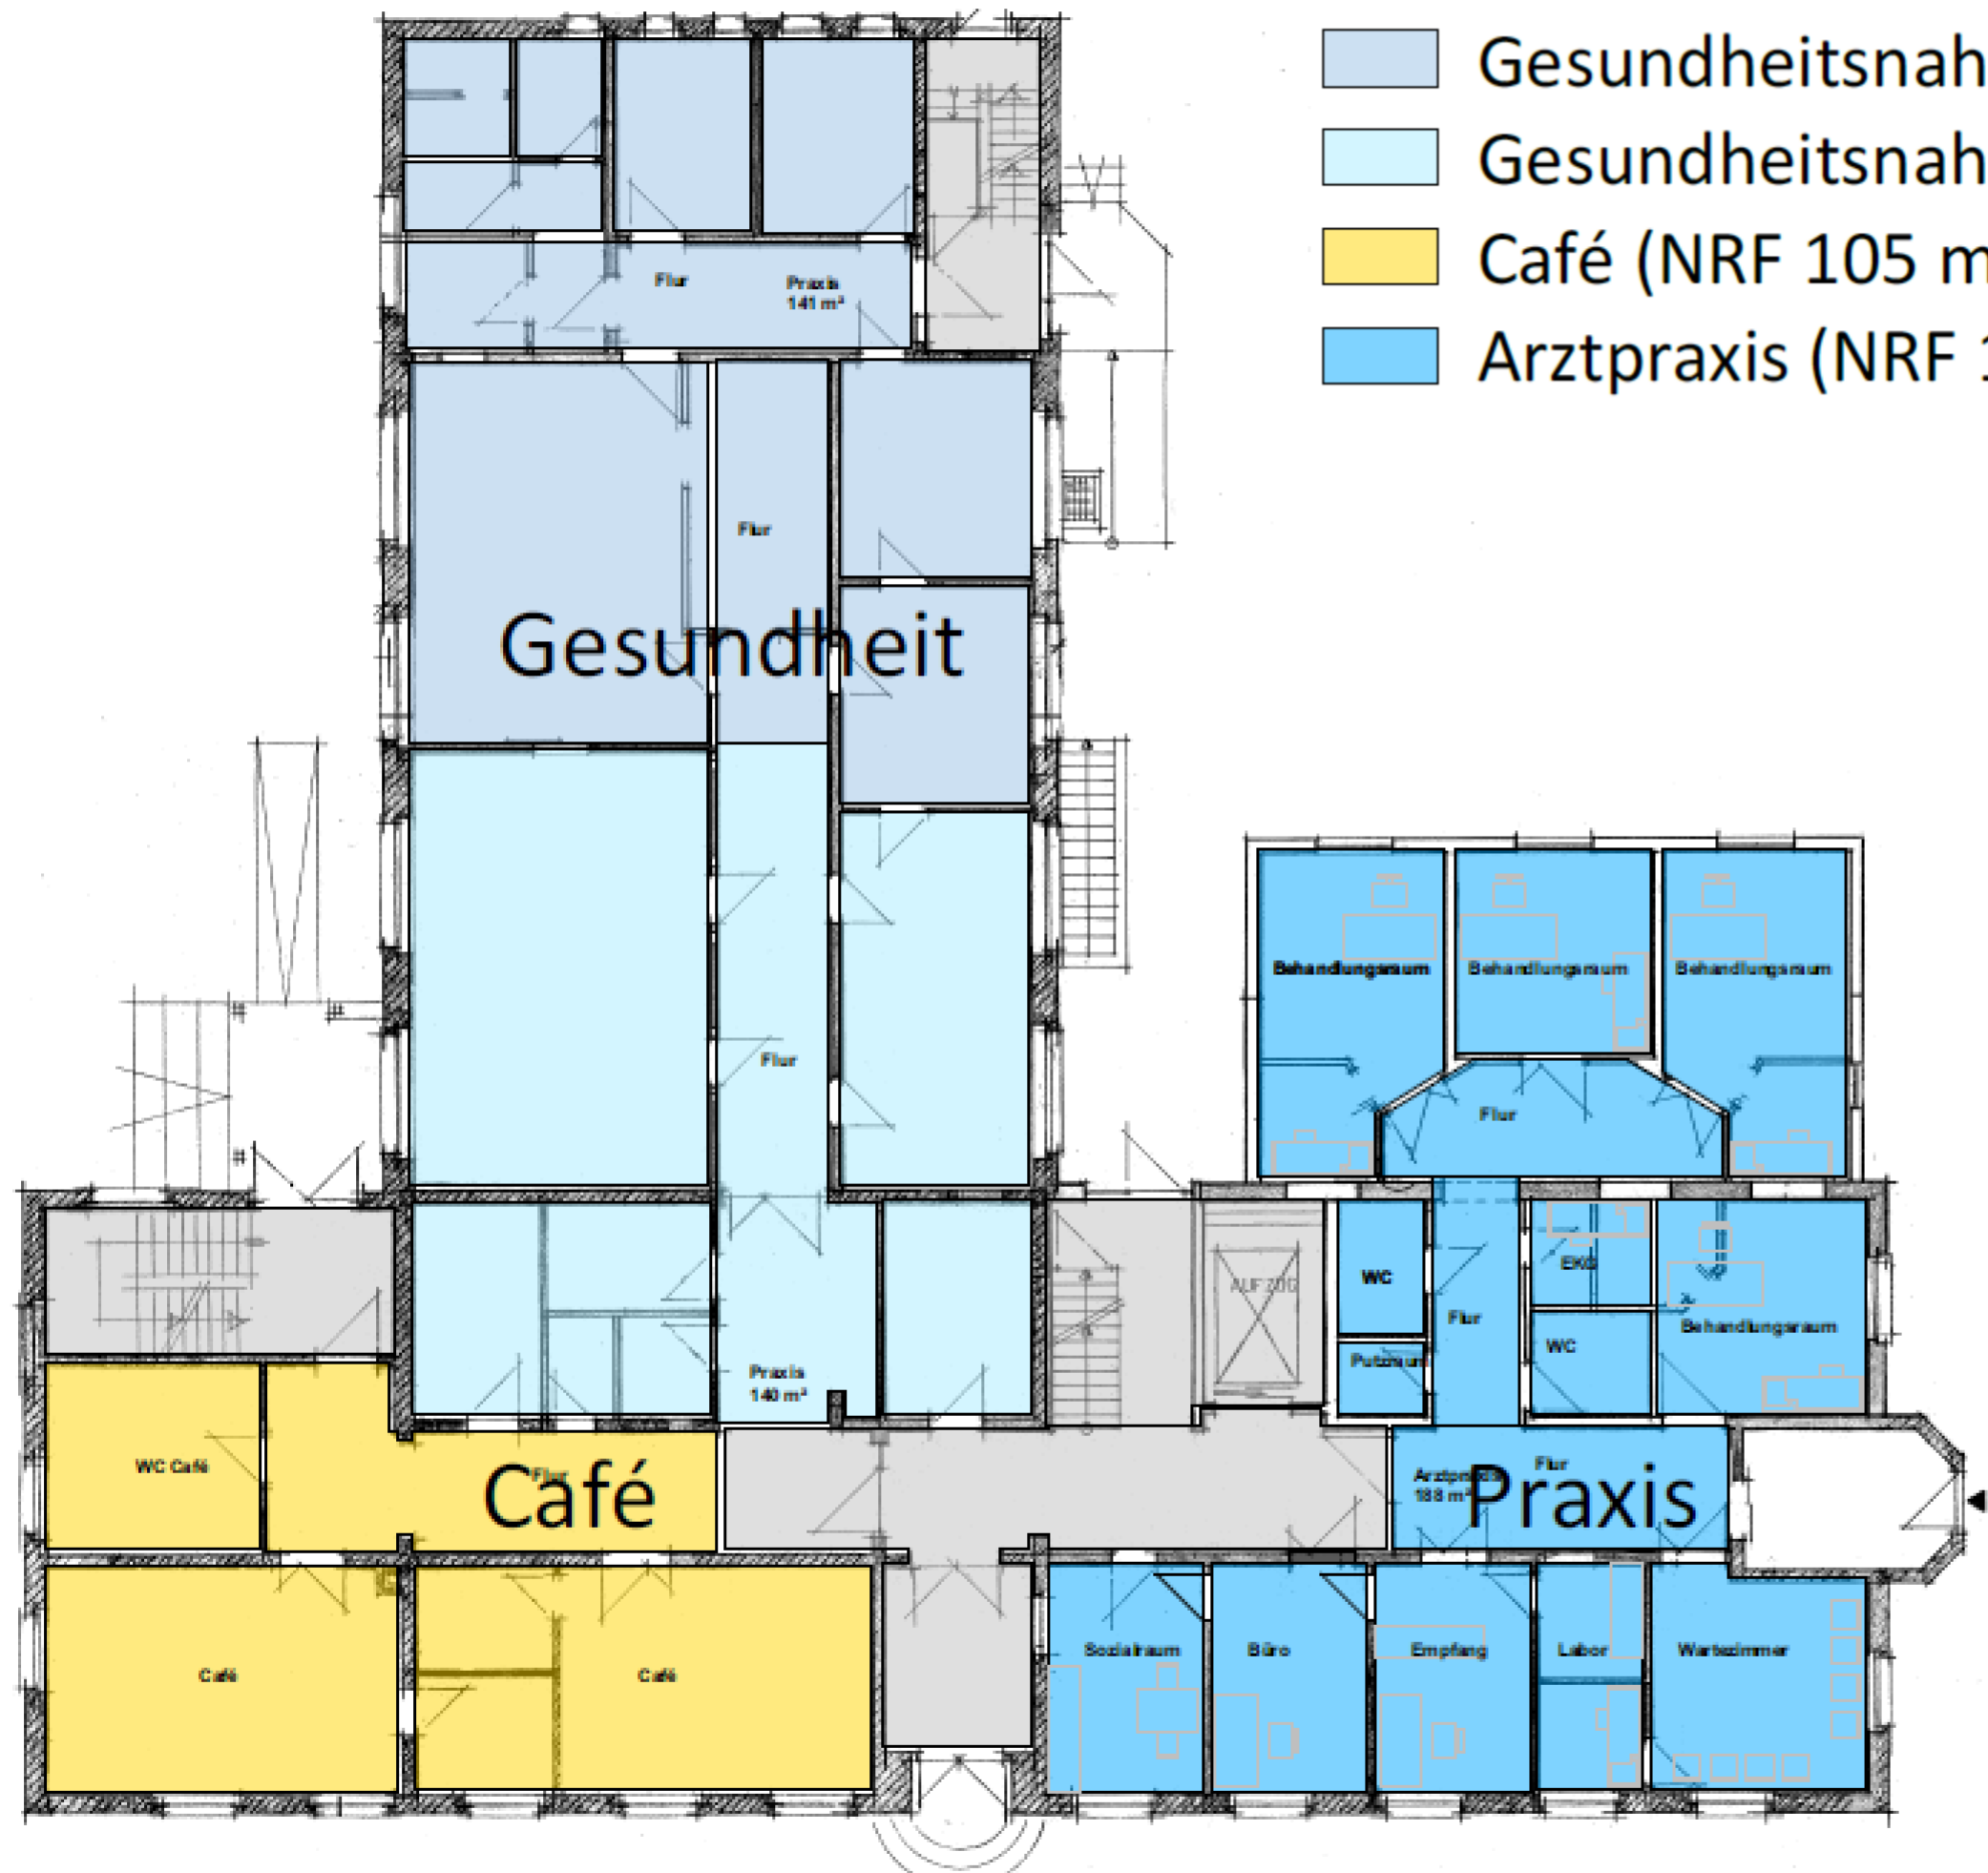 Gesundheitsnah
Gesundheitsnah
Café (NRF 105 m
Arztpraxis (NRF 1
Flur
Praxis
141 m²
Flur
Gesundheit
Flur
Behandlungsraum
Behandlungsraum
Behandlungsraum
Flur
AUFZUG
WC
EKG
Flur
Behandlungsraum
WC
Putzraum
Praxis
140 m²
WC Café
Flur
Café
Flur
Arztpraxis
188 m²
Praxis
Café
Café
Sozialraum
Büro
Empfang
Labor
Wartezimmer